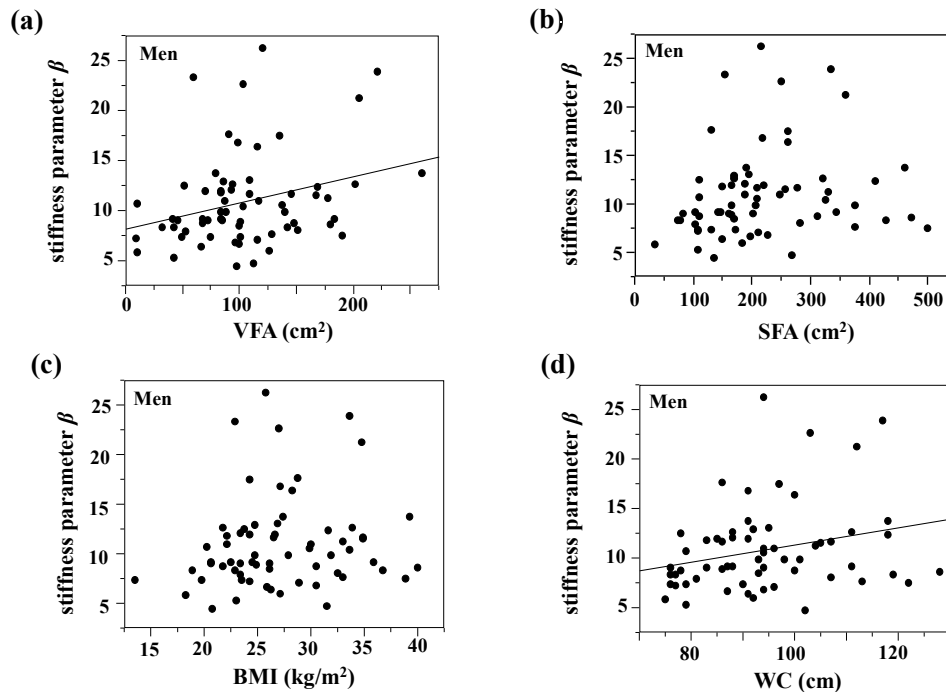 (a)
Men
stiffness parameter β
25
20
15
10
5
0
50
100
150
200
VFA (cm²)
(b)
Men
stiffness parameter β
25
20
15
10
5
0
100
200
300
400
500
SFA (cm²)
(c)
Men
stiffness parameter β
25
20
15
10
5
15
20
25
30
35
40
BMI (kg/m²)
(d)
Men
stiffness parameter β
25
20
15
10
5
80
100
120
WC (cm)